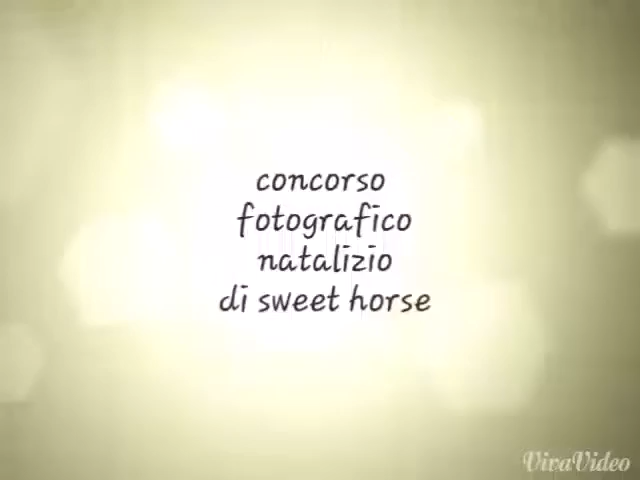 concorso
fotografico
natalizio
di sweet horse
VivaVideo